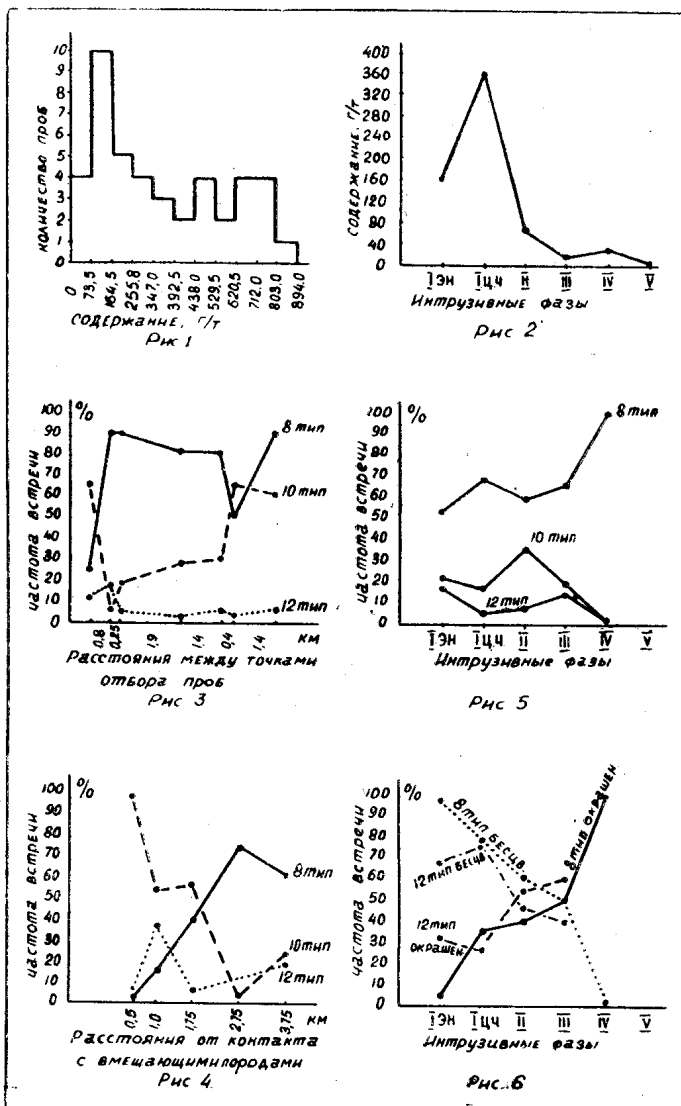 10
9
8
7
6
5
4
3
2
1
0
КОЛИЧЕСТВО ПРОБ
0
73,5
164,5
255,8
347,0
392,5
438,0
529,5
620,5
712,0
803,0
894,0
СОДЕРЖАНИЕ, Г/Т
Рис 1
400
360
320
280
240
200
160
120
80
40
0
СОДЕРЖАНИЕ, Г/Т
I ЭН
I Ц.Ч
II
III
IV
V
Интрузивные фазы
Рис 2
%
100
90
80
70
60
50
40
30
20
10
0
частота встречи
8 тип
10 тип
12 тип
0,8
0,25
1,9
1,4
0,4
1,4
км
Расстояния между точками
отбора проб
Рис 3
%
100
90
80
70
60
50
40
30
20
10
0
частота встречи
8 тип
10 тип
12 тип
I ЭН
I Ц.Ч
II
III
IV
V
Интрузивные фазы
Рис 5
%
100
90
80
70
60
50
40
30
20
10
0
частота встречи
8 тип
10 тип
12 тип
0,5
1,0
1,75
2,75
3,75
км
Расстояния от контакта
с вмещающими породами
Рис 4
%
100
90
80
70
60
50
40
30
20
10
0
частота встречи
8 тип бесцв
8 тип окрашен
12 тип бесцв
12 тип
окрашен
I ЭН
I Ц.Ч
II
III
IV
V
Интрузивные фазы
Рис. 6